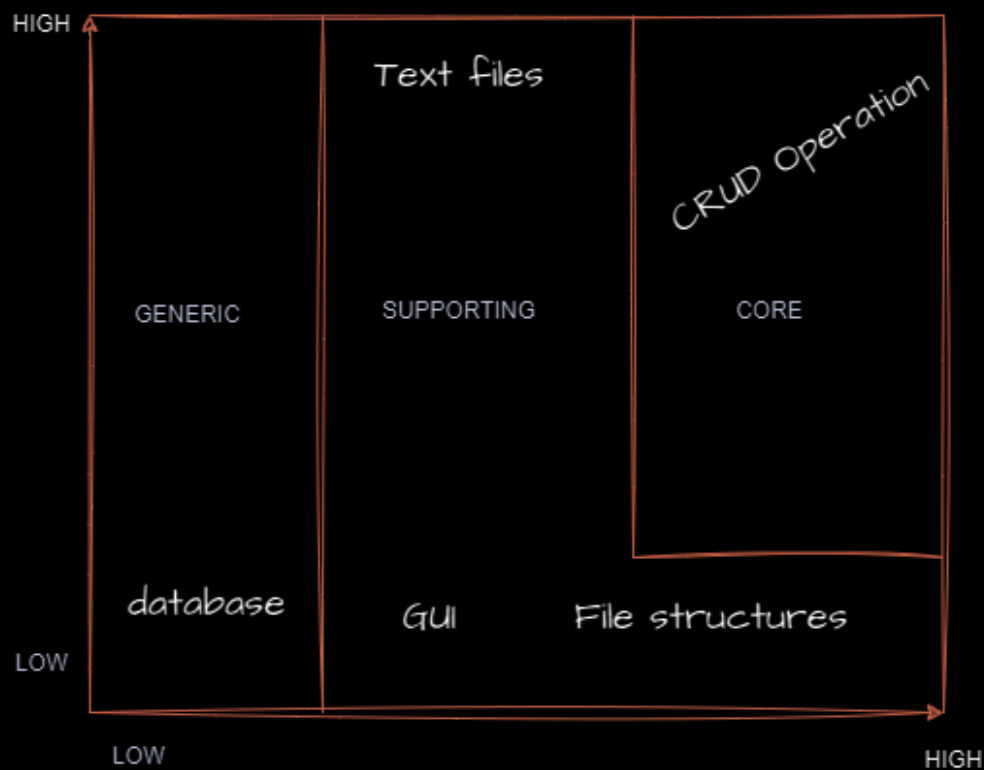 HIGH
Text files
CRUD Operation
GENERIC
SUPPORTING
CORE
database
GUI
File structures
LOW
LOW
HIGH